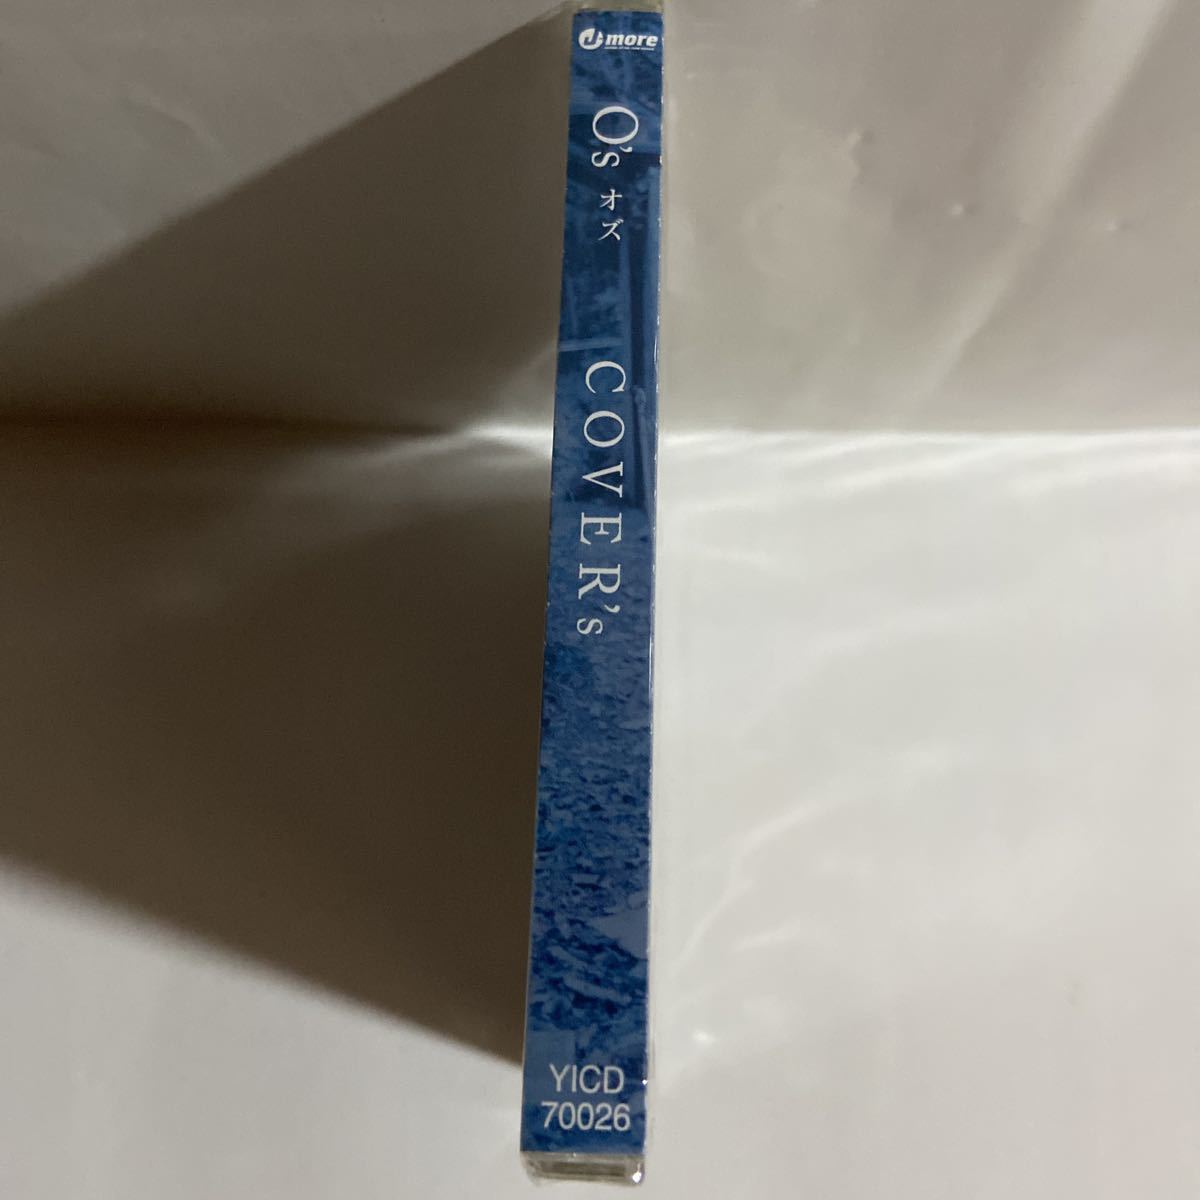 more
O's オズ
COVER's
YICD
70026